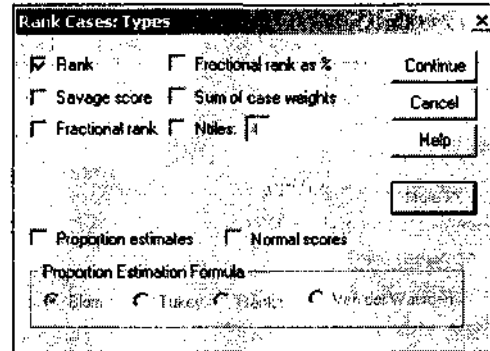 Rank Cases: Types
Rank Fractional rank as % Continue
Savage score Sum of case weights Cancel
Fractional rank Ntiles: 4 Help
Proportion estimates Normal scores
Proportion Estimation Formula
Blom Tukey Rankit Van der Waerden